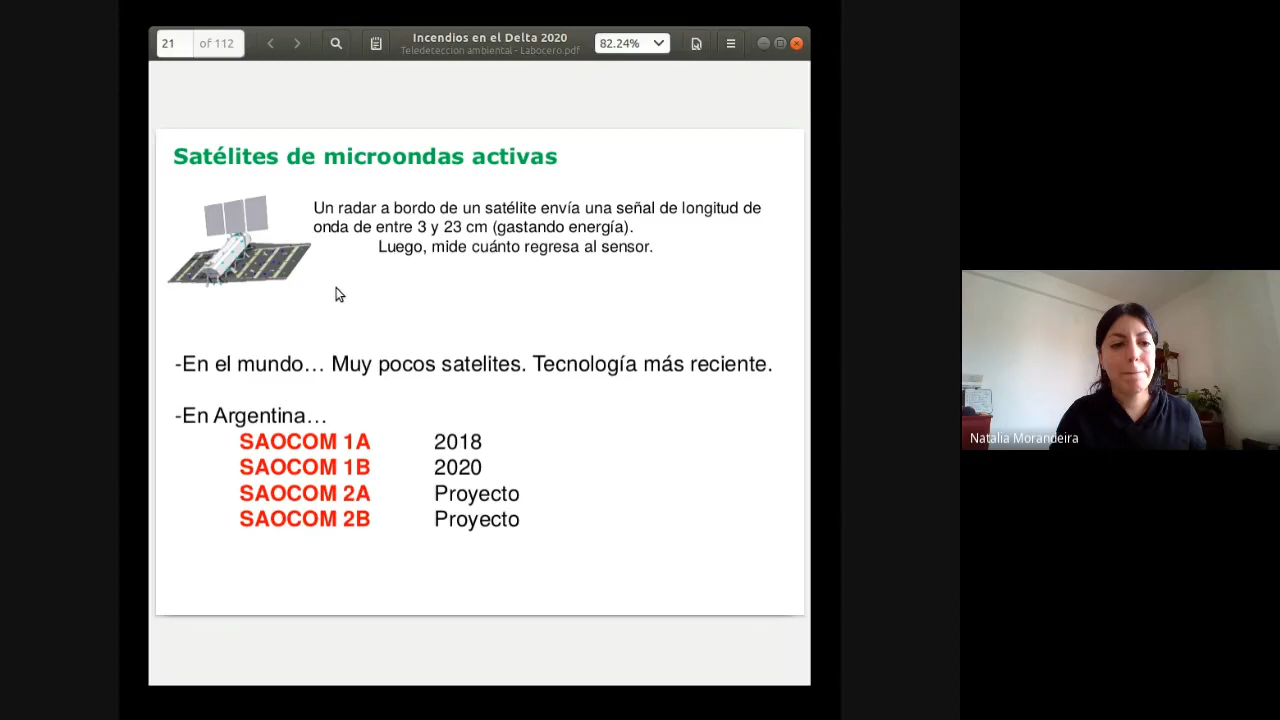 21 of 112
Incendios en el Delta 2020
Teledeteccion ambiental - Labocero.pdf
82.24%
Satélites de microondas activas
Un radar a bordo de un satélite envía una señal de longitud de
onda de entre 3 y 23 cm (gastando energía).
Luego, mide cuánto regresa al sensor.
-En el mundo… Muy pocos satelites. Tecnología más reciente.
-En Argentina…
SAOCOM 1A 2018
SAOCOM 1B 2020
SAOCOM 2A Proyecto
SAOCOM 2B Proyecto
Natalia Morandeira